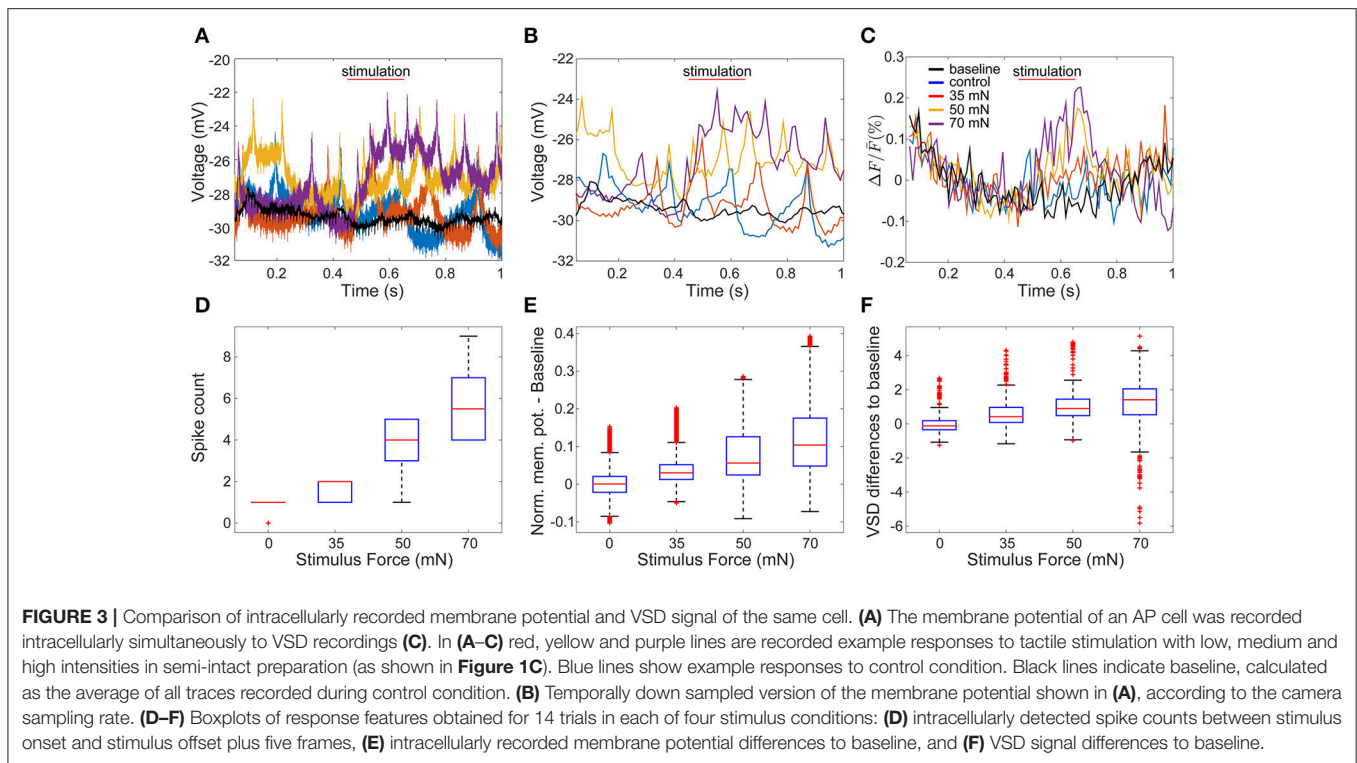 A
-20
-22
-24
-26
-28
-30
-32
Voltage (mV)
stimulation
0.2
0.4
0.6
0.8
1
Time (s)
B
-22
-24
-26
-28
-30
-32
Voltage (mV)
stimulation
0.2
0.4
0.6
0.8
1
Time (s)
C
0.3
0.2
0.1
0
-0.1
0.2
ΔF/F̄(%)
baseline
stimulation
control
35 mN
50 mN
70 mN
0.2
0.4
0.6
0.8
1
Time (s)
D
8
6
4
2
0
Spike count
0
35
50
70
Stimulus Force (mN)
E
0.4
0.3
0.2
0.1
0
-0.1
Norm. mem. pot. - Baseline
0
35
50
70
Stimulus Force (mN)
F
4
2
0
-2
-4
-6
VSD differences to baseline
0
35
50
70
Stimulus Force (mN)
FIGURE 3 | Comparison of intracellularly recorded membrane potential and VSD signal of the same cell. (A) The membrane potential of an AP cell was recorded
intracellularly simultaneously to VSD recordings (C). In (A–C) red, yellow and purple lines are recorded example responses to tactile stimulation with low, medium and
high intensities in semi-intact preparation (as shown in Figure 1C). Blue lines show example responses to control condition. Black lines indicate baseline, calculated
as the average of all traces recorded during control condition. (B) Temporally down sampled version of the membrane potential shown in (A), according to the camera
sampling rate. (D–F) Boxplots of response features obtained for 14 trials in each of four stimulus conditions: (D) intracellularly detected spike counts between stimulus
onset and stimulus offset plus five frames, (E) intracellularly recorded membrane potential differences to baseline, and (F) VSD signal differences to baseline.